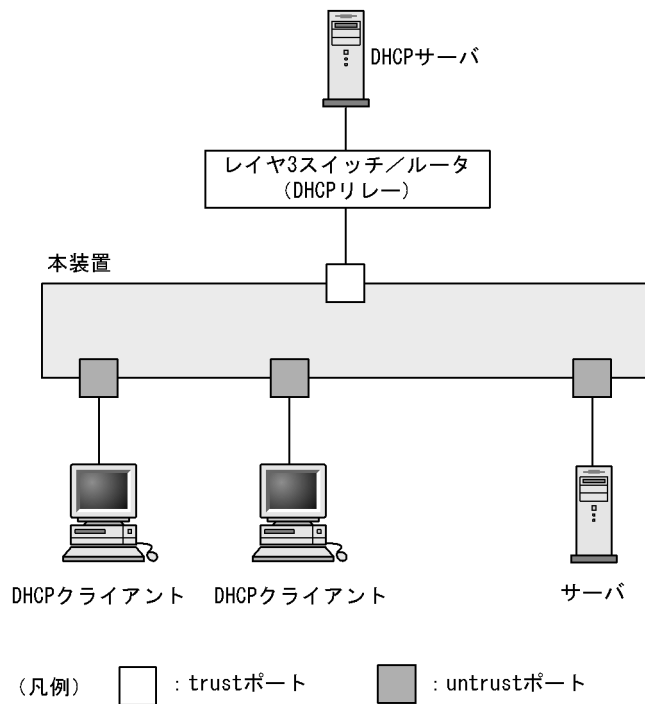 DHCPサーバ
レイヤ3スイッチ／ルータ
（DHCPリレー）
本装置
DHCPクライアント
DHCPクライアント
サーバ
（凡例）
：trustポート
：untrustポート